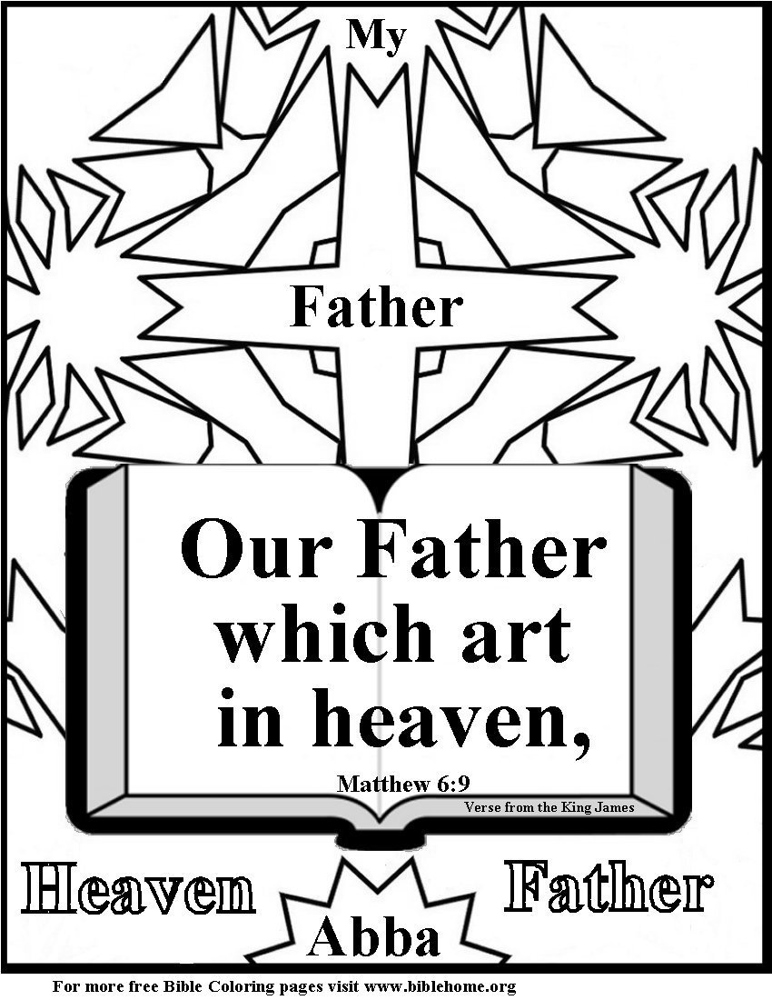 My
Father
Our Father
which art
in heaven,
Matthew 6:9
Verse from the King James
Heaven Father
Abba
For more free Bible Coloring pages visit www.biblehome.org